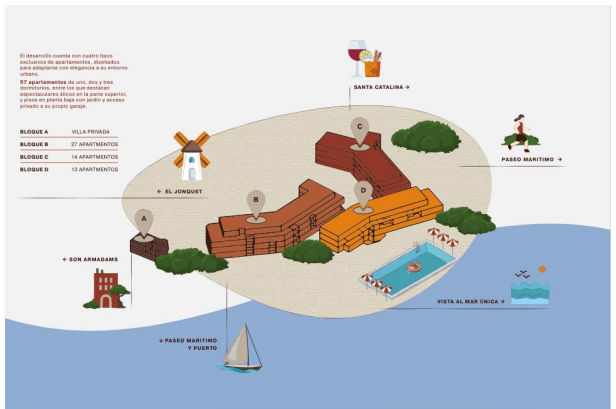 El desarrollo cuenta con cuatro tipos
exclusivos de apartamentos, diseñados
para adaptarse con elegancia a su entorno
urbano.
57 apartamentos de uno, dos y tres
dormitorios, entre los que destacan
espectaculares áticos en la parte superior,
y pisos en planta baja con jardín y acceso
privado a su propio garaje.
BLOQUE A VILLA PRIVADA
BLOQUE B 27 APARTMENTOS
BLOQUE C 14 APARTMENTOS
BLOQUE D 15 APARTMENTOS
SANTA CATALINA →
C
PASEO MARITIMO →
← EL JONQUET
B
D
A
← SON ARMADAMS
VISTA AL MAR ÚNICA →
↓ PASEO MARITIMO
Y PUERTO